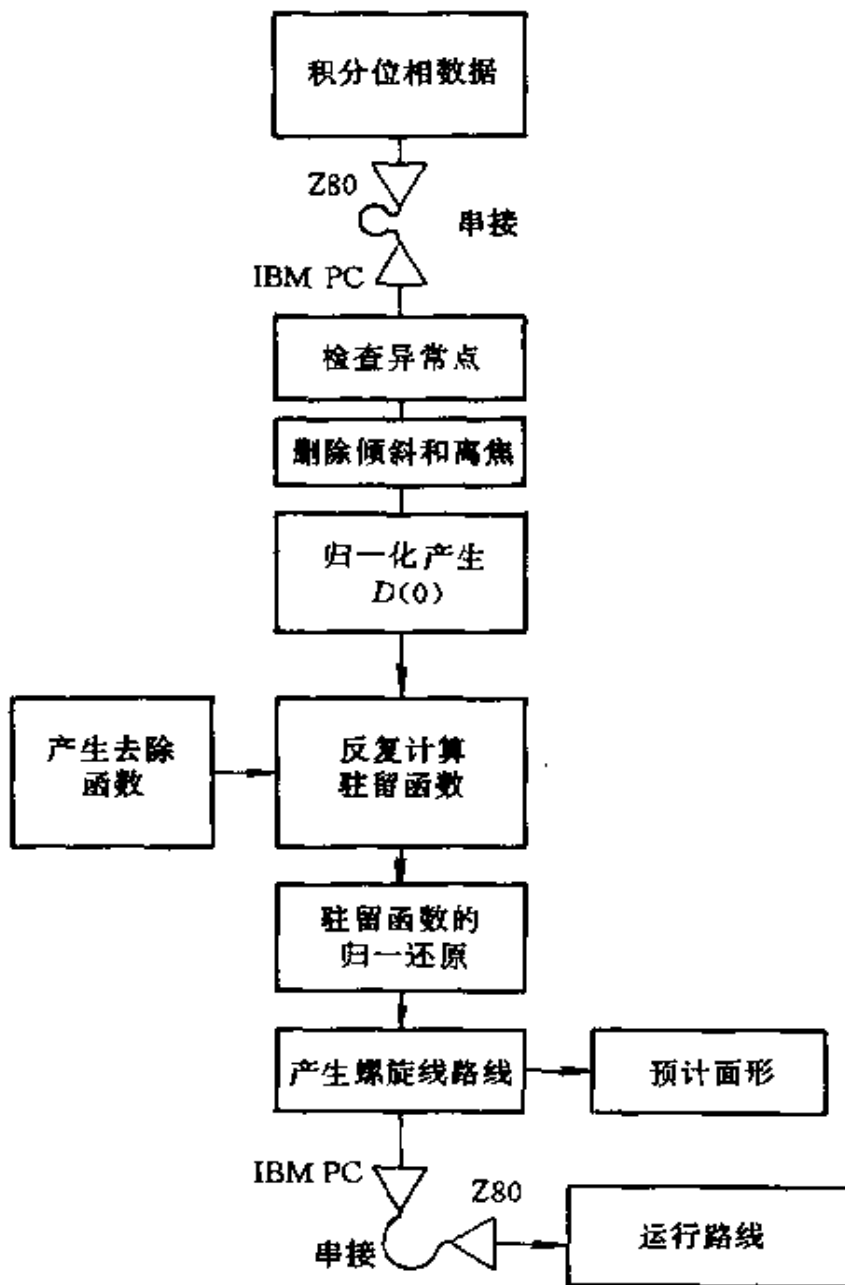 积分位相数据
Z80
串接
IBM PC
检查异常点
删除倾斜和离焦
归一化产生
D(0)
产生去除
函数
反复计算
驻留函数
驻留函数的
归一还原
产生螺旋线路线
预计面形
IBM PC
Z80
串接
运行路线